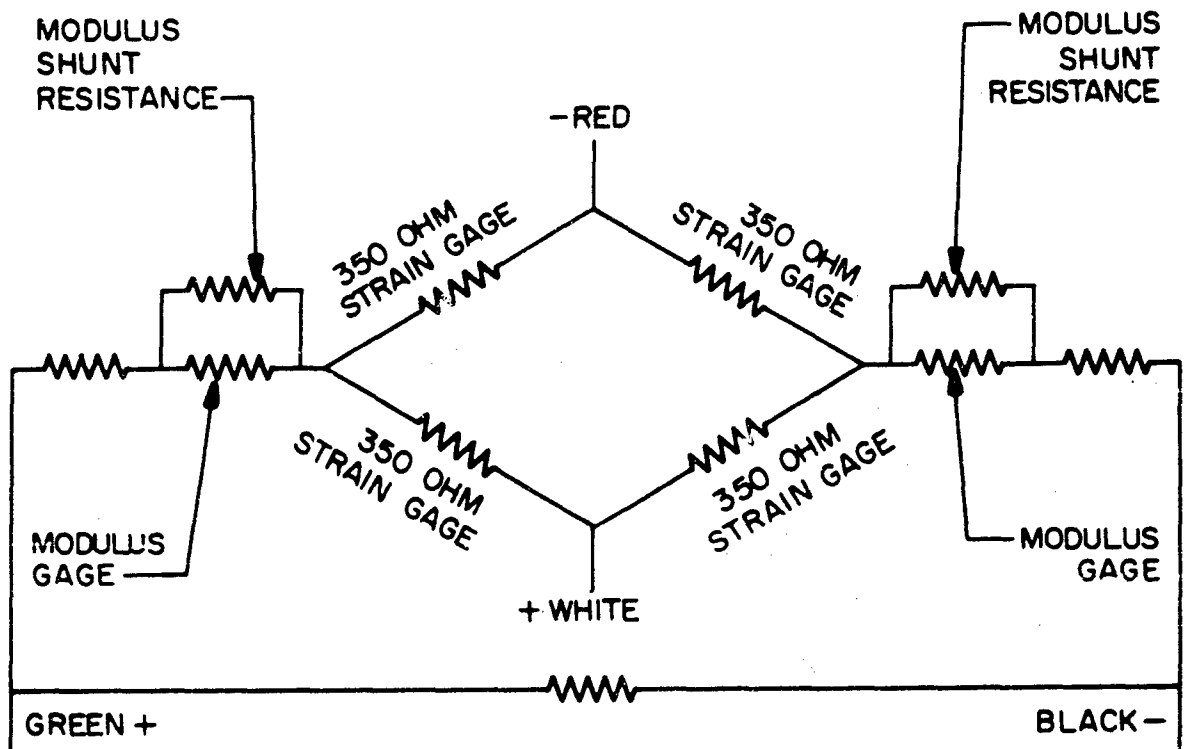 MODULUS
SHUNT
RESISTANCE
MODULUS
SHUNT
RESISTANCE
-RED
350 OHM
STRAIN GAGE
350 OHM
STRAIN GAGE
350 OHM
STRAIN GAGE
350 OHM
STRAIN GAGE
MODULUS
GAGE
MODULUS
GAGE
+ WHITE
GREEN +
BLACK -